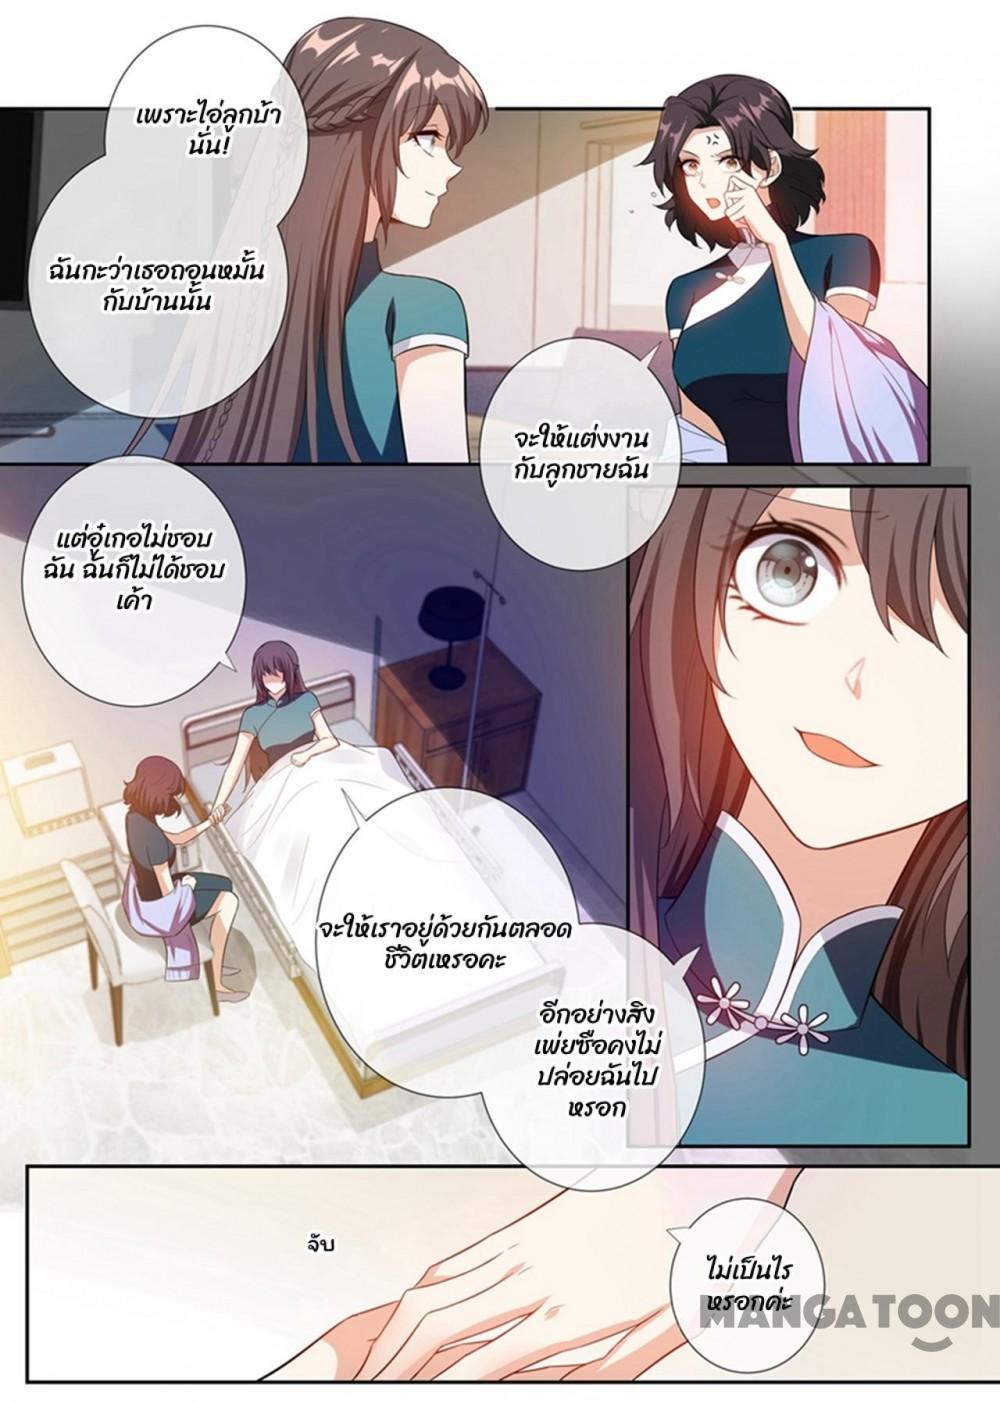 เพราะไอ่ลูกบ้า
นั่น!
ฉันกะว่าเธอถอนหมั้น
กับบ้านนั้น
จะให้แต่งงาน
กับลูกชายฉัน
แต่อู๋เกอไม่ชอบ
ฉัน ฉันก็ไม่ได้ชอบ
เค้า
จะให้เราอยู่ด้วยกันตลอด
ชีวิตเหรอคะ
อีกอย่างสิง
เพ่ยซือคงไม่
ปล่อยฉันไป
หรอก
จับ
ไม่เป็นไร
หรอกค่ะ
MANGATOON